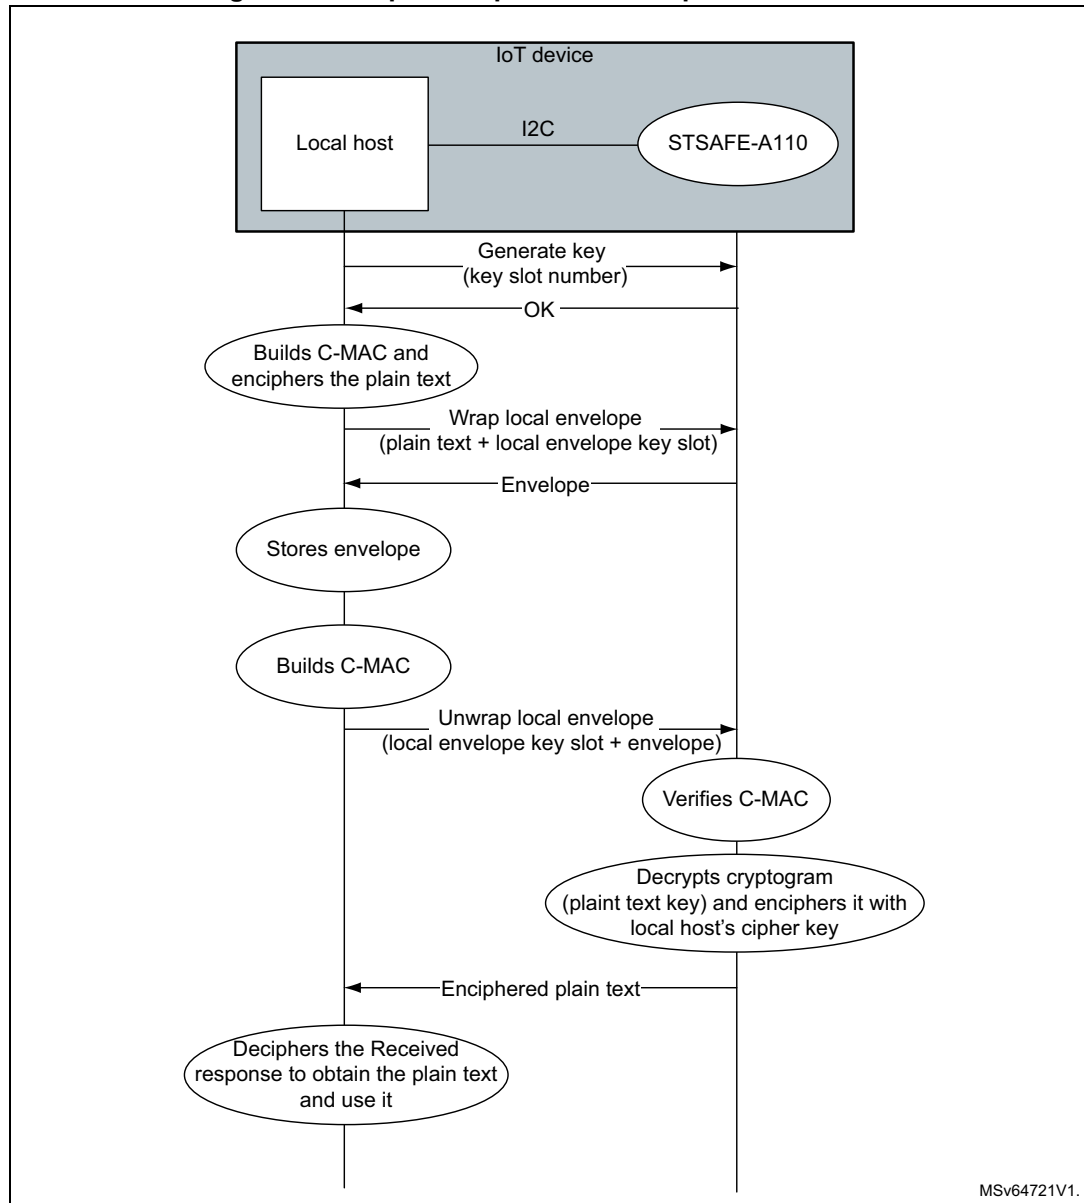 IoT device
Local host
I2C
STSAFE-A110
Generate key
(key slot number)
OK
Builds C-MAC and
enciphers the plain text
Wrap local envelope
(plain text + local envelope key slot)
Envelope
Stores envelope
Builds C-MAC
Unwrap local envelope
(local envelope key slot + envelope)
Verifies C-MAC
Decrypts cryptogram
(plaint text key) and enciphers it with
local host's cipher key
Enciphered plain text
Deciphers the Received
response to obtain the plain text
and use it
MSv64721V1.